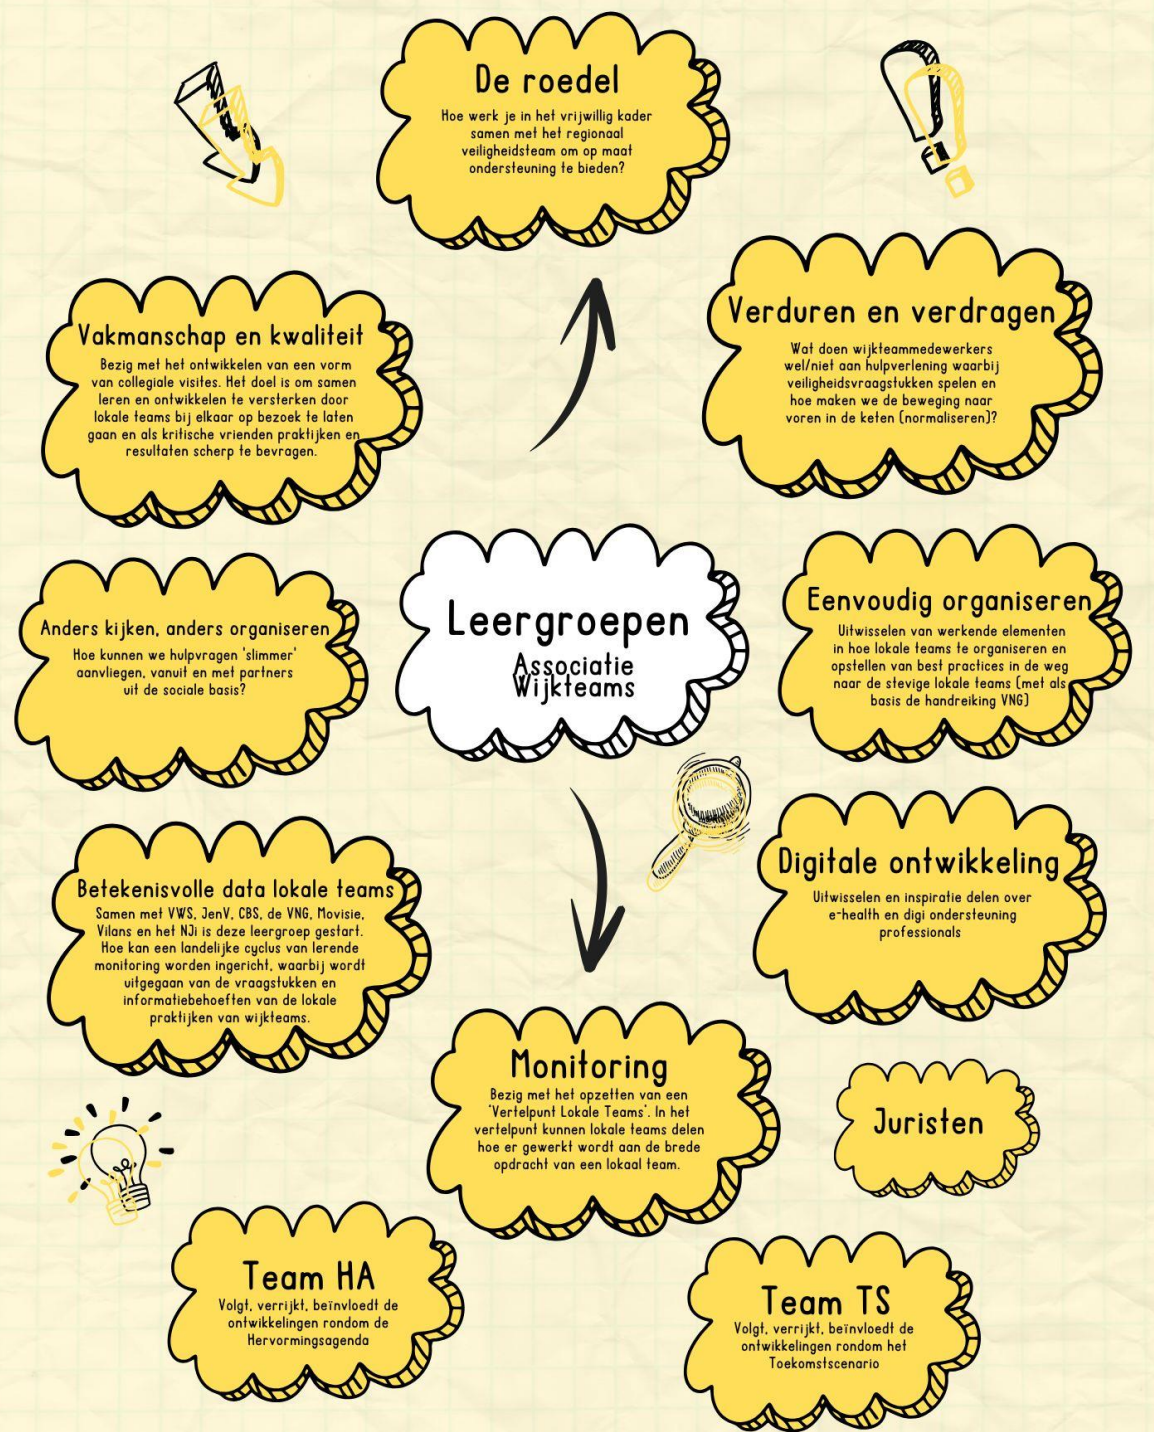 De roedel
Hoe werk je in het vrijwillig kader
samen met het regionaal
veiligheidsteam om op maat
ondersteuning te bieden?
Vakmanschap en kwaliteit
Bezig met het ontwikkelen van een vorm
van collegiale visites. Het doel is om samen
leren en ontwikkelen te versterken door
lokale teams bij elkaar op bezoek te laten
gaan en als kritische vrienden praktijken en
resultaten scherp te bevragen.
Verduren en verdragen
Wat doen wijkteammedewerkers
wel/niet aan hulpverlening waarbij
veiligheidsvraagstukken spelen en
hoe maken we de beweging naar
voren in de keten (normaliseren)?
Anders kijken, anders organiseren
Hoe kunnen we hulpvragen 'slimmer'
aanvliegen, vanuit en met partners
uit de sociale basis?
Leergroepen
Associatie
Wijkteams
Eenvoudig organiseren
Uitwisselen van werkende elementen
in hoe lokale teams te organiseren en
opstellen van best practices in de weg
naar de stevige lokale teams (met als
basis de handreiking VNG)
Betekenisvolle data lokale teams
Samen met VWS, JenV, CBS, de VNG, Movisie,
Vilans en het NJi is deze leergroep gestart.
Hoe kan een landelijke cyclus van lerende
monitoring worden ingericht, waarbij wordt
uitgegaan van de vraagstukken en
informatiebehoeften van de lokale
praktijken van wijkteams.
Digitale ontwikkeling
Uitwisselen en inspiratie delen over
e-health en digi ondersteuning
professionals
Monitoring
Bezig met het opzetten van een
'Vertelpunt Lokale Teams'. In het
vertelpunt kunnen lokale teams delen
hoe er gewerkt wordt aan de brede
opdracht van een lokaal team.
Juristen
Team HA
Volgt, verrijkt, beïnvloedt de
ontwikkelingen rondom de
Hervormingsagenda
Team TS
Volgt, verrijkt, beïnvloedt de
ontwikkelingen rondom het
Toekomstscenario